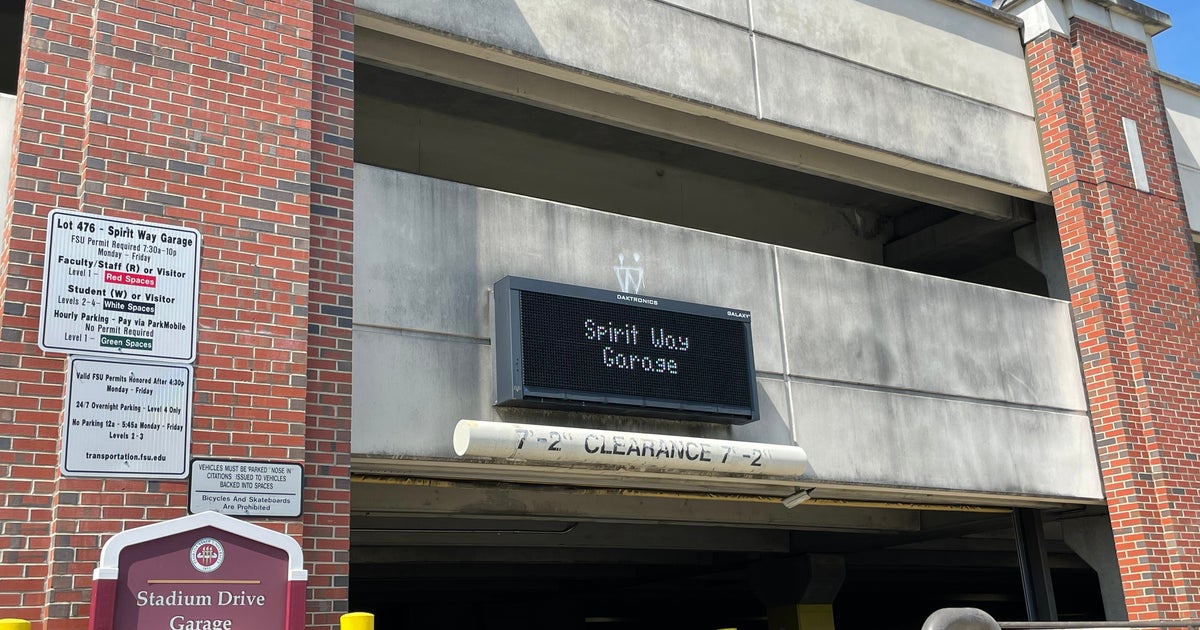 Lot 476 - Spirit Way Garage
FSU Permit Required 7:30a-10p
Monday - Friday
Faculty/Staff (R) or Visitor
Level 1 - Red Spaces
Student (W) or Visitor
Levels 2-4- White Spaces
Hourly Parking - Pay via ParkMobile
No Permit Required
Level 1 - Green Spaces
Valid FSU Permits Honored After 4:30p
Monday - Friday
24/7 Overnight Parking - Level 4 Only
No Parking 12a - 5:45a Monday - Friday
Levels 2-3
transportation.fsu.edu
VEHICLES MUST BE PARKED "NOSE IN"
CITATIONS ISSUED TO VEHICLES
BACKED INTO SPACES
Bicycles And Skateboards
Are Prohibited
Stadium Drive
Garage
DAKTRONICS
GALAXY
Spirit Way
Garage
7'-2" CLEARANCE 7'-2"